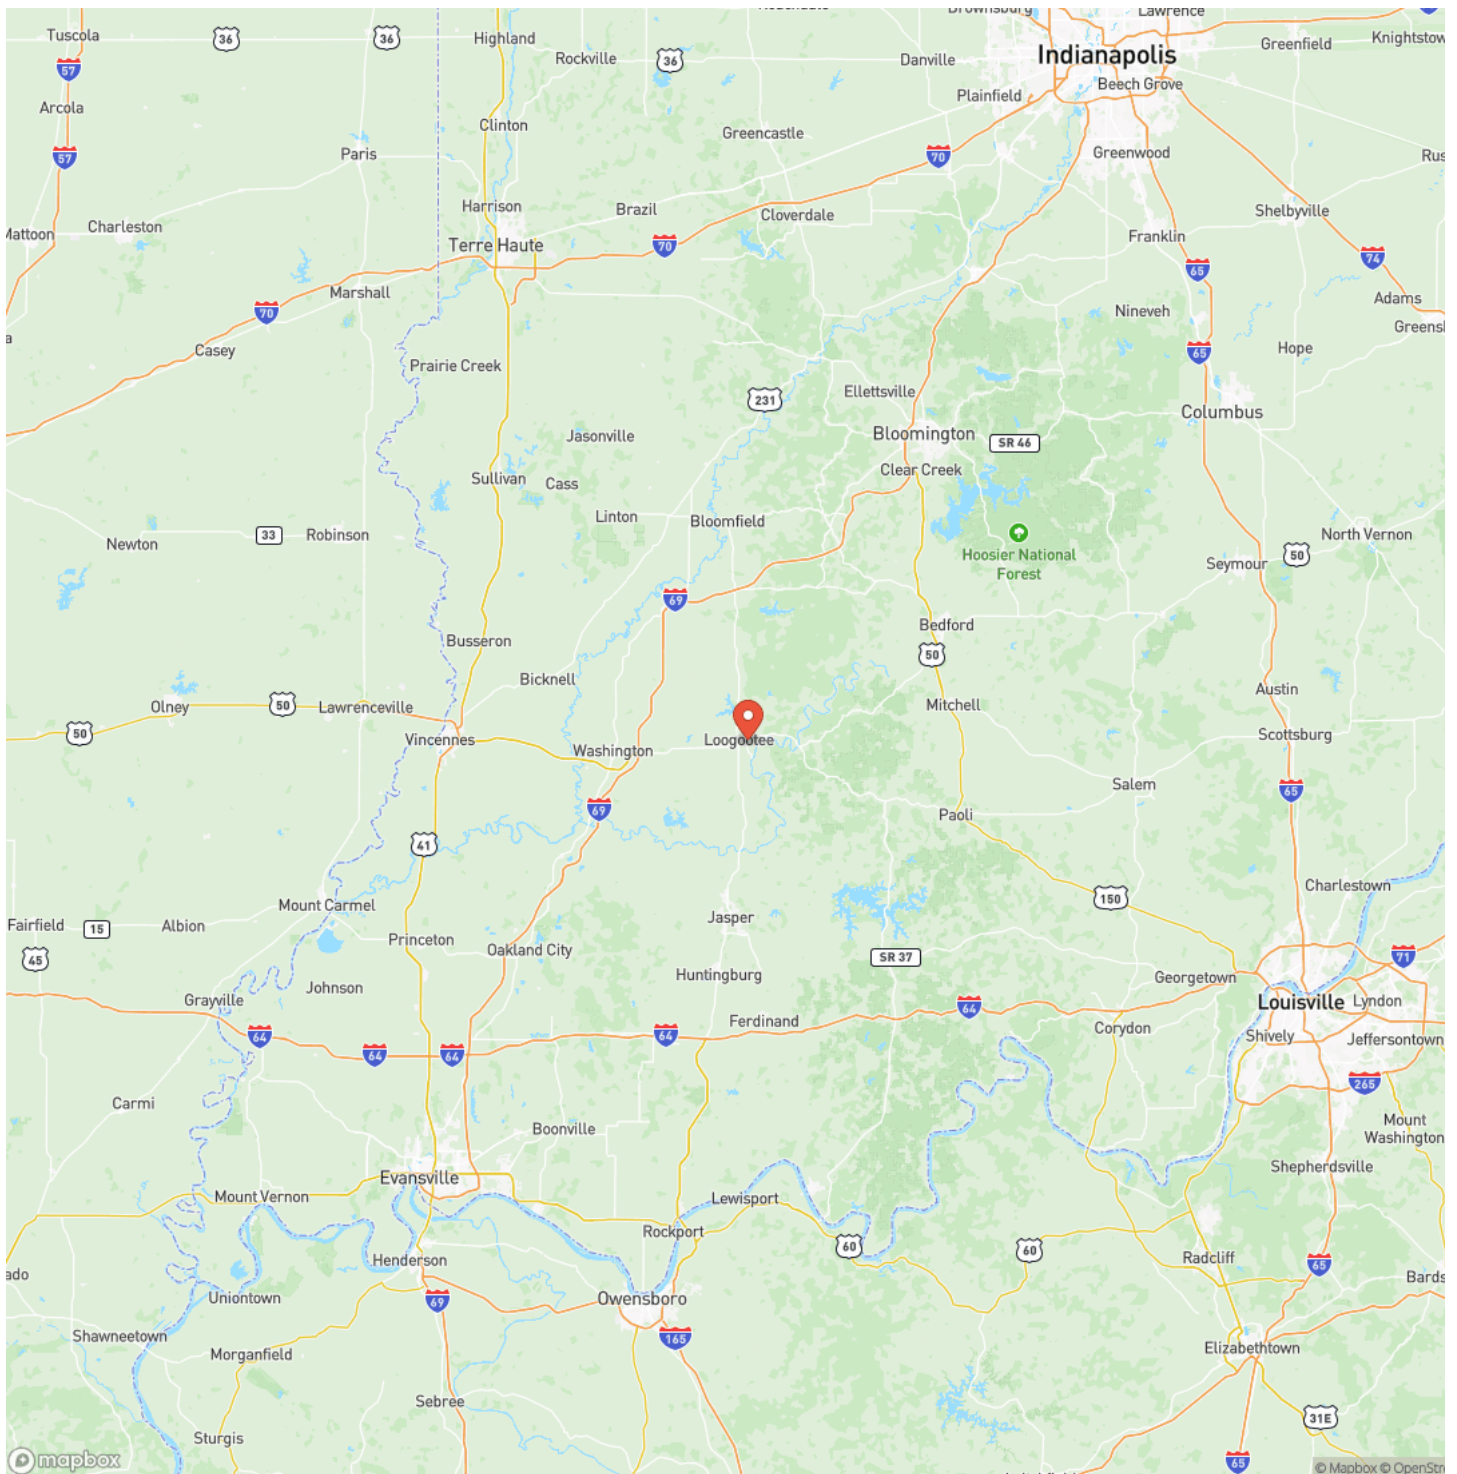 Tuscola
36
36
Highland
Rockville
36
Danville
Brownsburg
Lawrence
Indianapolis
Beech Grove
Greenfield
57
Arcola
Plainfield
Clinton
Greencastle
57
Paris
70
Greenwood
Harrison
Brazil
Cloverdale
Shelbyville
Mattoon
Charleston
Terre Haute
70
Franklin
65
74
Marshall
70
Nineveh
Adams
Casey
Prairie Creek
65
Hope
231
Ellettsville
Columbus
Jasonville
Bloomington
SR 46
Clear Creek
Sullivan
Cass
Linton
Bloomfield
Newton
33
Robinson
Hoosier National
Forest
Seymour
50
North Vernon
69
Bedford
Busseron
50
Bicknell
Olney
50
Lawrenceville
Mitchell
Austin
50
Vincennes
Washington
Loogootee
Scottsburg
Salem
65
69
Paoli
41
Charlestown
Mount Carmel
150
Fairfield
15
Albion
Jasper
Princeton
Oakland City
45
SR 37
71
Huntingburg
Georgetown
Johnson
Grayville
Louisville
Lyndon
64
64
64
64
Ferdinand
64
Corydon
Shively
Jeffersontown
265
Carmi
Boonville
Mount
Washington
Shepherdsville
Evansville
Mount Vernon
Lewisport
Rockport
60
60
Henderson
Radcliff
65
Uniontown
69
Owensboro
Shawneetown
165
Morganfield
Elizabethtown
Sebree
31E
Sturgis
65
mapbox
© Mapbox © OpenStre